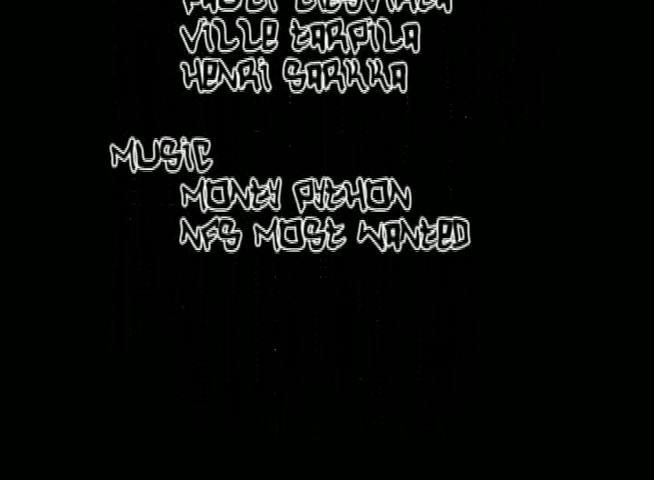 Ville Tarpila
Henri Sarkka
Music
Monty Python
NFS Most Wanted